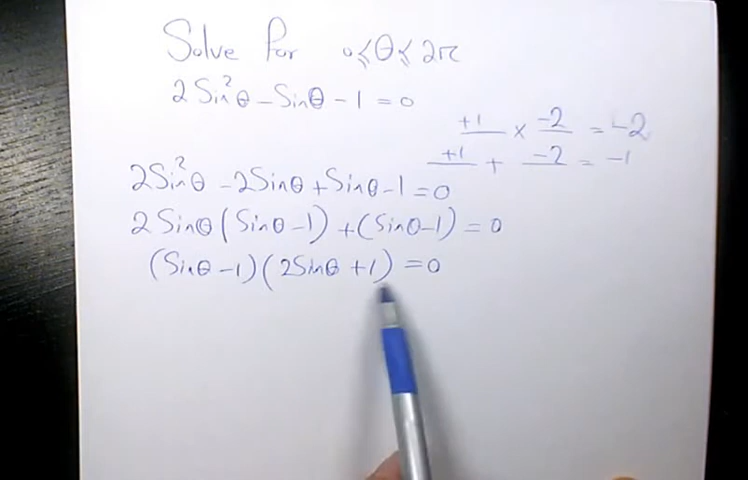 Solve for 0≤θ≤2π
2Sin²θ - Sinθ - 1 = 0
+1 × -2 = -2
+1 + -2 = -1
2Sin²θ - 2Sinθ + Sinθ - 1 = 0
2Sinθ(Sinθ - 1) + (Sinθ - 1) = 0
(Sinθ - 1)(2Sinθ + 1) = 0